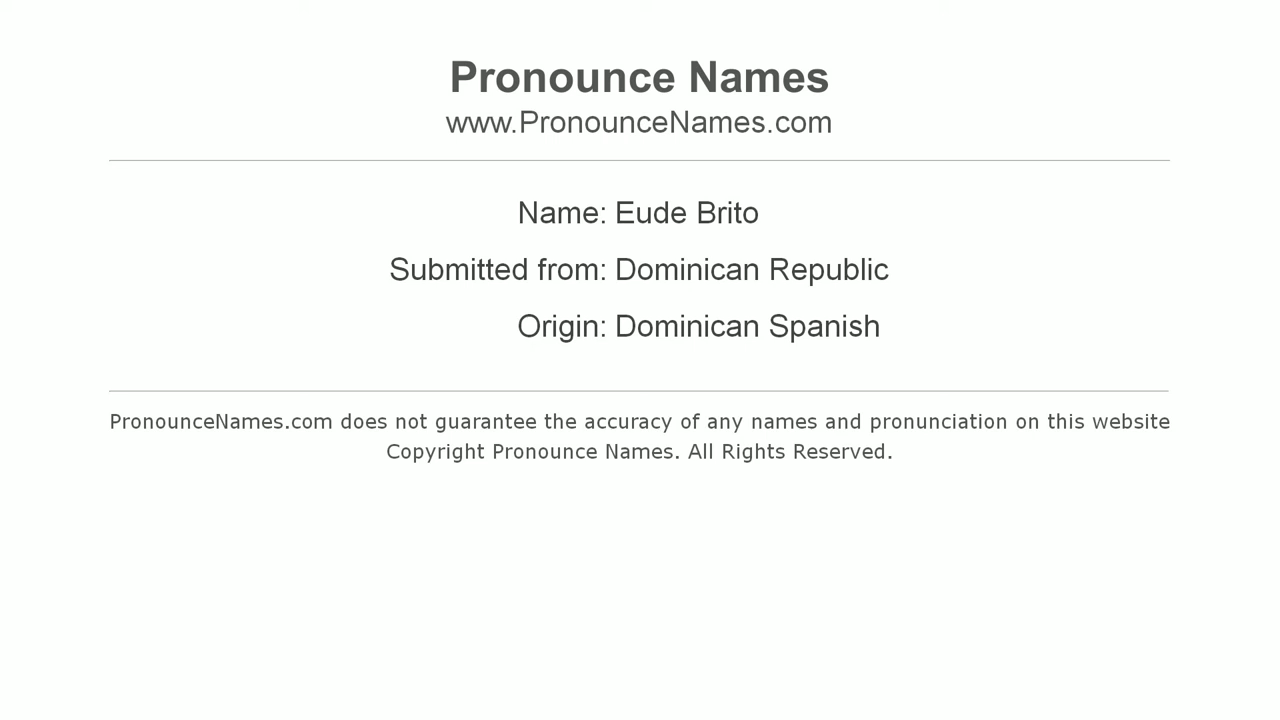 Pronounce Names
www.PronounceNames.com
Name: Eude Brito
Submitted from: Dominican Republic
Origin: Dominican Spanish
PronounceNames.com does not guarantee the accuracy of any names and pronunciation on this website
Copyright Pronounce Names. All Rights Reserved.